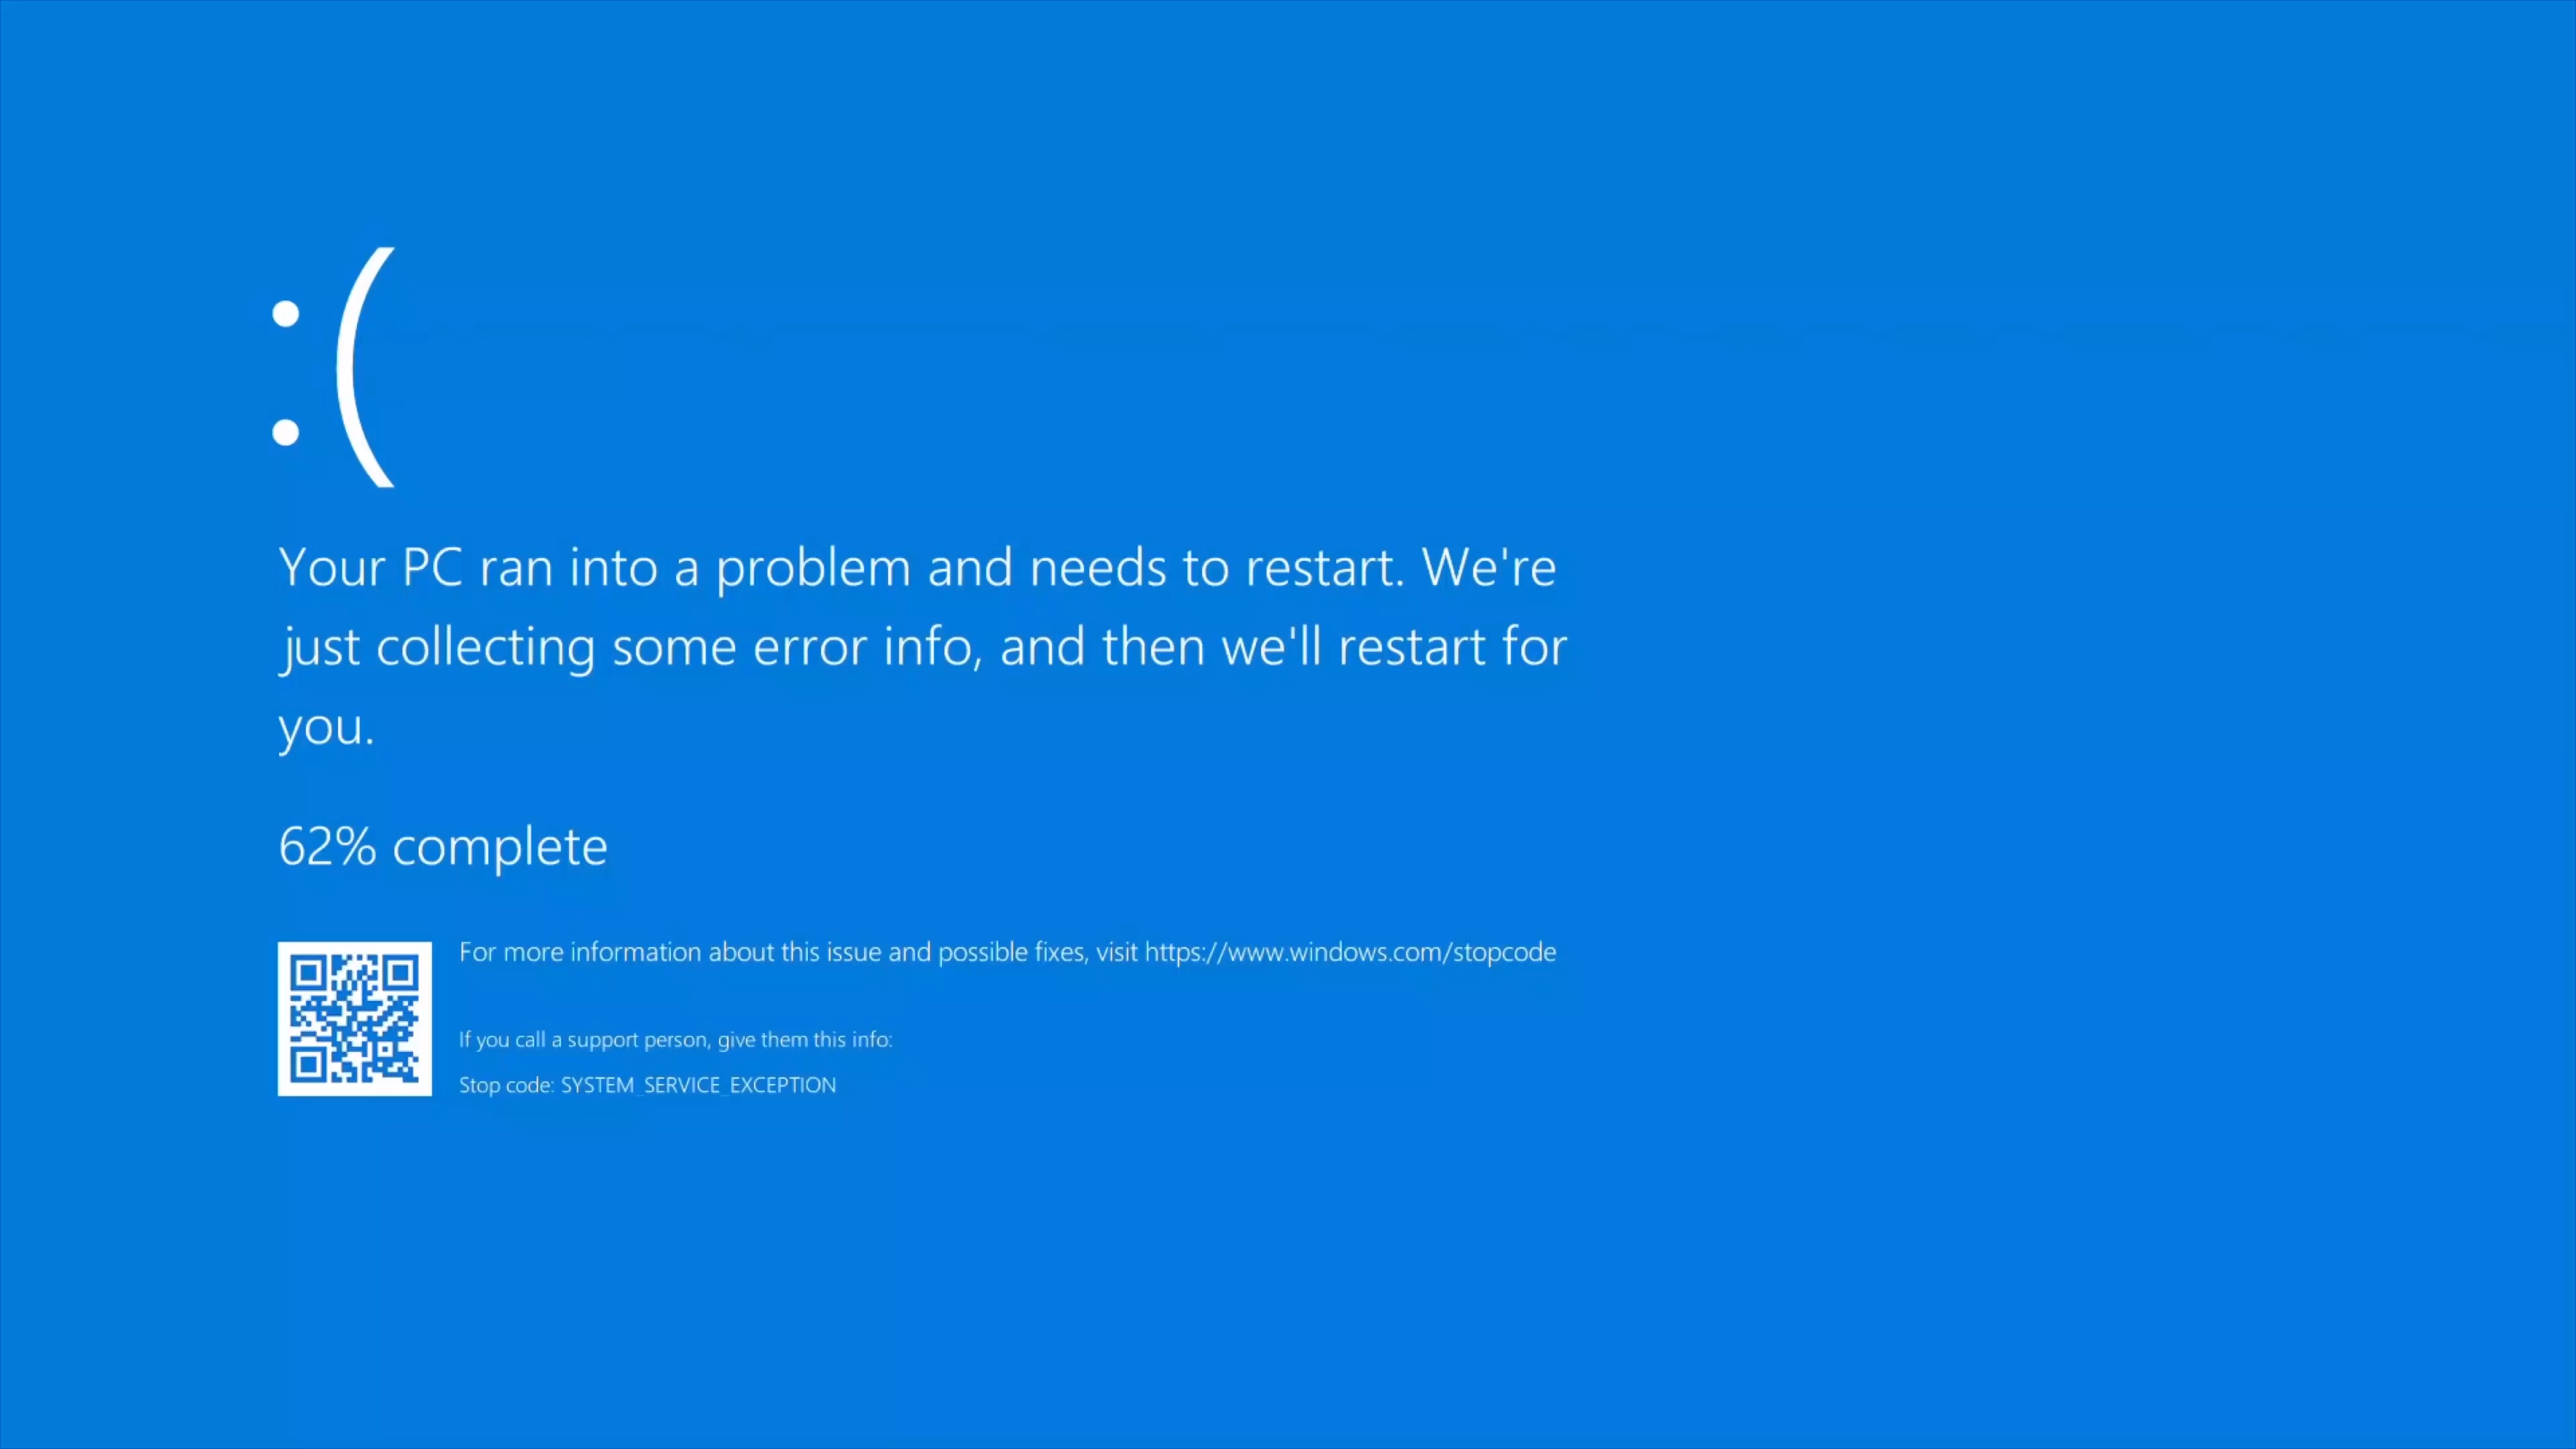 :(
Your PC ran into a problem and needs to restart. We're
just collecting some error info, and then we'll restart for
you.
62% complete
For more information about this issue and possible fixes, visit https://www.windows.com/stopcode
If you call a support person, give them this info:
Stop code: SYSTEM_SERVICE_EXCEPTION